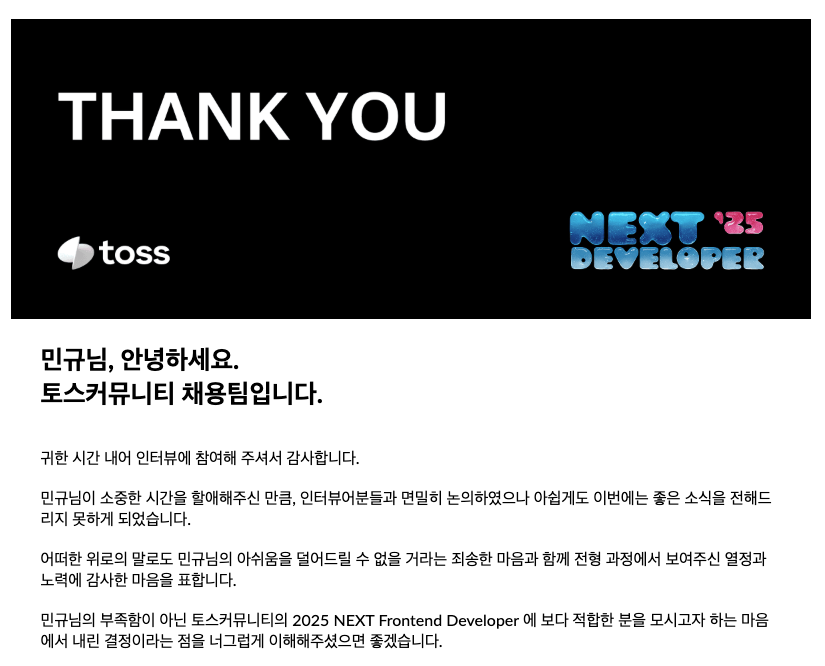 THANK YOU
toss
NEXT '25
DEVELOPER
민규님, 안녕하세요.
토스커뮤니티 채용팀입니다.
귀한 시간 내어 인터뷰에 참여해 주셔서 감사합니다.
민규님이 소중한 시간을 할애해주신 만큼, 인터뷰어분들과 면밀히 논의하였으나 아쉽게도 이번에는 좋은 소식을 전해드
리지 못하게 되었습니다.
어떠한 위로의 말로도 민규님의 아쉬움을 덜어드릴 수 없을 거라는 죄송한 마음과 함께 전형 과정에서 보여주신 열정과
노력에 감사한 마음을 표합니다.
민규님의 부족함이 아닌 토스커뮤니티의 2025 NEXT Frontend Developer 에 보다 적합한 분을 모시고자 하는 마음
에서 내린 결정이라는 점을 너그럽게 이해해주셨으면 좋겠습니다.